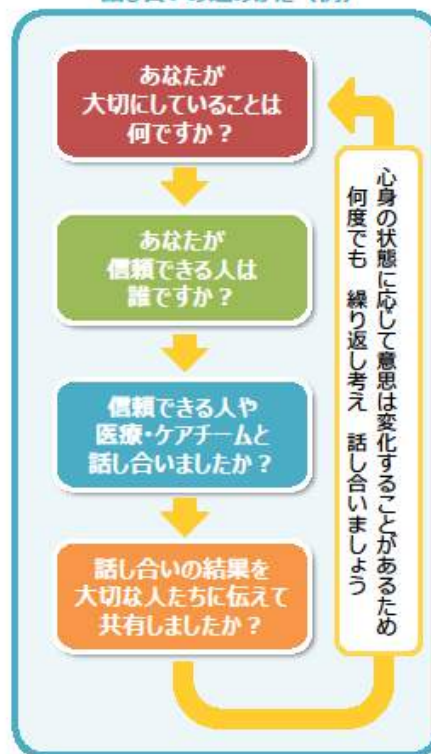 あなたが
大切にしていることは
何ですか？
あなたが
信頼できる人は
誰ですか？
信頼できる人や
医療・ケアチームと
話し合いましたか？
話し合いの結果を
大切な人たちに伝えて
共有しましたか？
心身の状態に応じて意思は変化することがあるため
何度でも　繰り返し考え　話し合いましょう